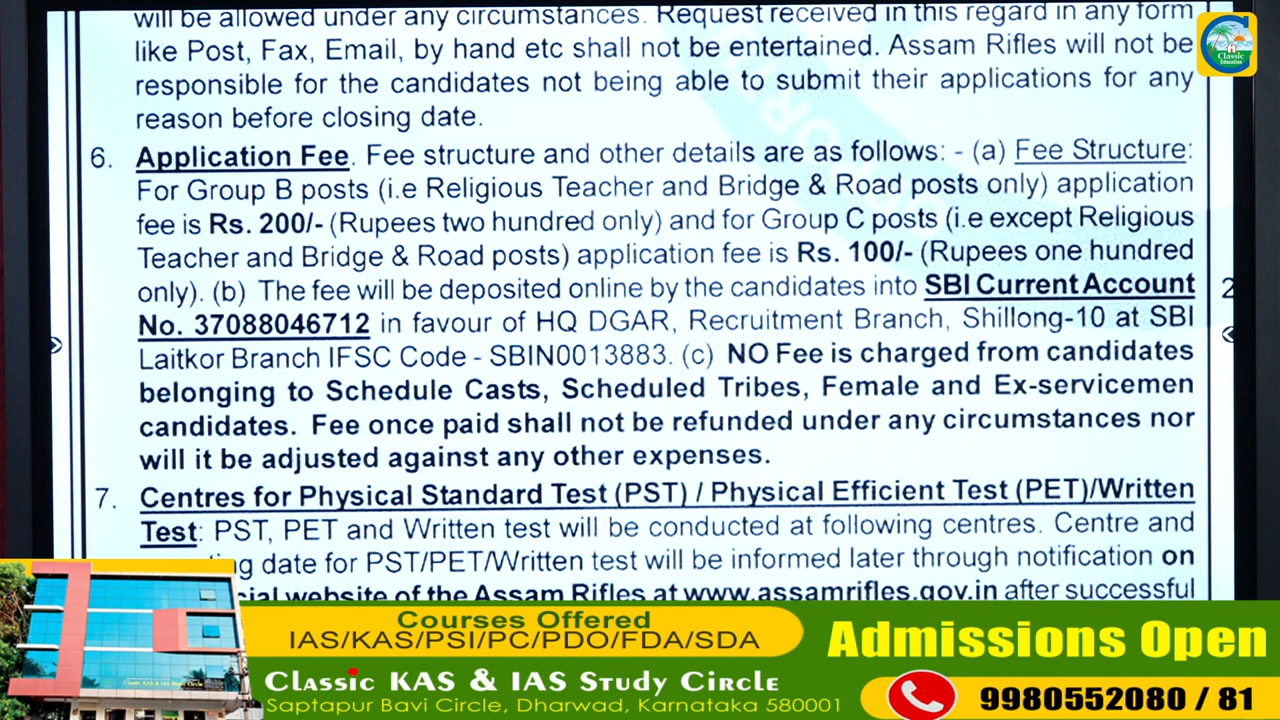 will be allowed under any circumstances. Request received in this regard in any form
like Post, Fax, Email, by hand etc shall not be entertained. Assam Rifles will not be
responsible for the candidates not being able to submit their applications for any
reason before closing date.
6. Application Fee. Fee structure and other details are as follows: - (a) Fee Structure:
For Group B posts (i.e Religious Teacher and Bridge & Road posts only) application
fee is Rs. 200/- (Rupees two hundred only) and for Group C posts (i.e except Religious
Teacher and Bridge & Road posts) application fee is Rs. 100/- (Rupees one hundred
only). (b) The fee will be deposited online by the candidates into SBI Current Account
No. 37088046712 in favour of HQ DGAR, Recruitment Branch, Shillong-10 at SBI
Laitkor Branch IFSC Code - SBIN0013883. (c) NO Fee is charged from candidates
belonging to Schedule Casts, Scheduled Tribes, Female and Ex-servicemen
candidates. Fee once paid shall not be refunded under any circumstances nor
will it be adjusted against any other expenses.
7. Centres for Physical Standard Test (PST) / Physical Efficient Test (PET)/Written
Test: PST, PET and Written test will be conducted at following centres. Centre and
date for PST/PET/Written test will be informed later through notification on
website of the Assam Rifles at www.assamrifles.gov.in after successful
2
Classic
Education
Classic KAS & IAS Study Circle
Courses Offered
IAS/KAS/PSI/PC/PDO/FDA/SDA
Classic KAS & IAS Study Circle
Saptapur Bavi Circle, Dharwad, Karnataka 580001
Admissions Open
9980552080 / 81